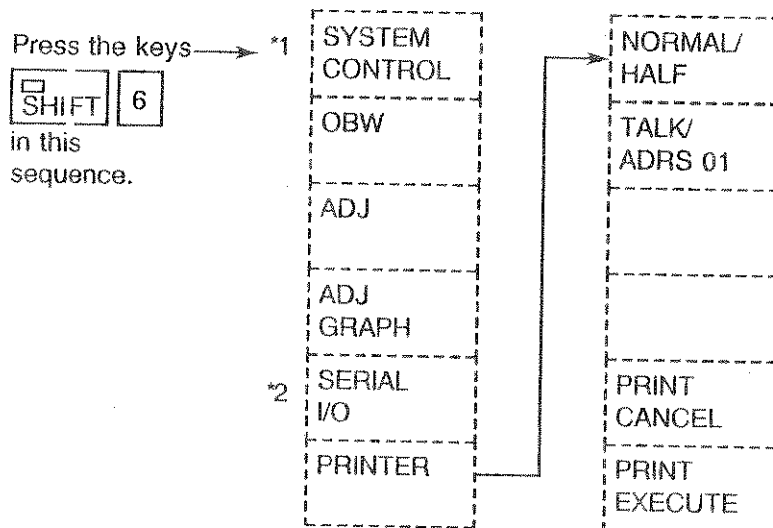 Press the keys
SHIFT 6
in this
sequence.
*1 SYSTEM
CONTROL
OBW
ADJ
ADJ
GRAPH
*2 SERIAL
I/O
PRINTER
NORMAL/
HALF
TALK/
ADRS 01
PRINT
CANCEL
PRINT
EXECUTE